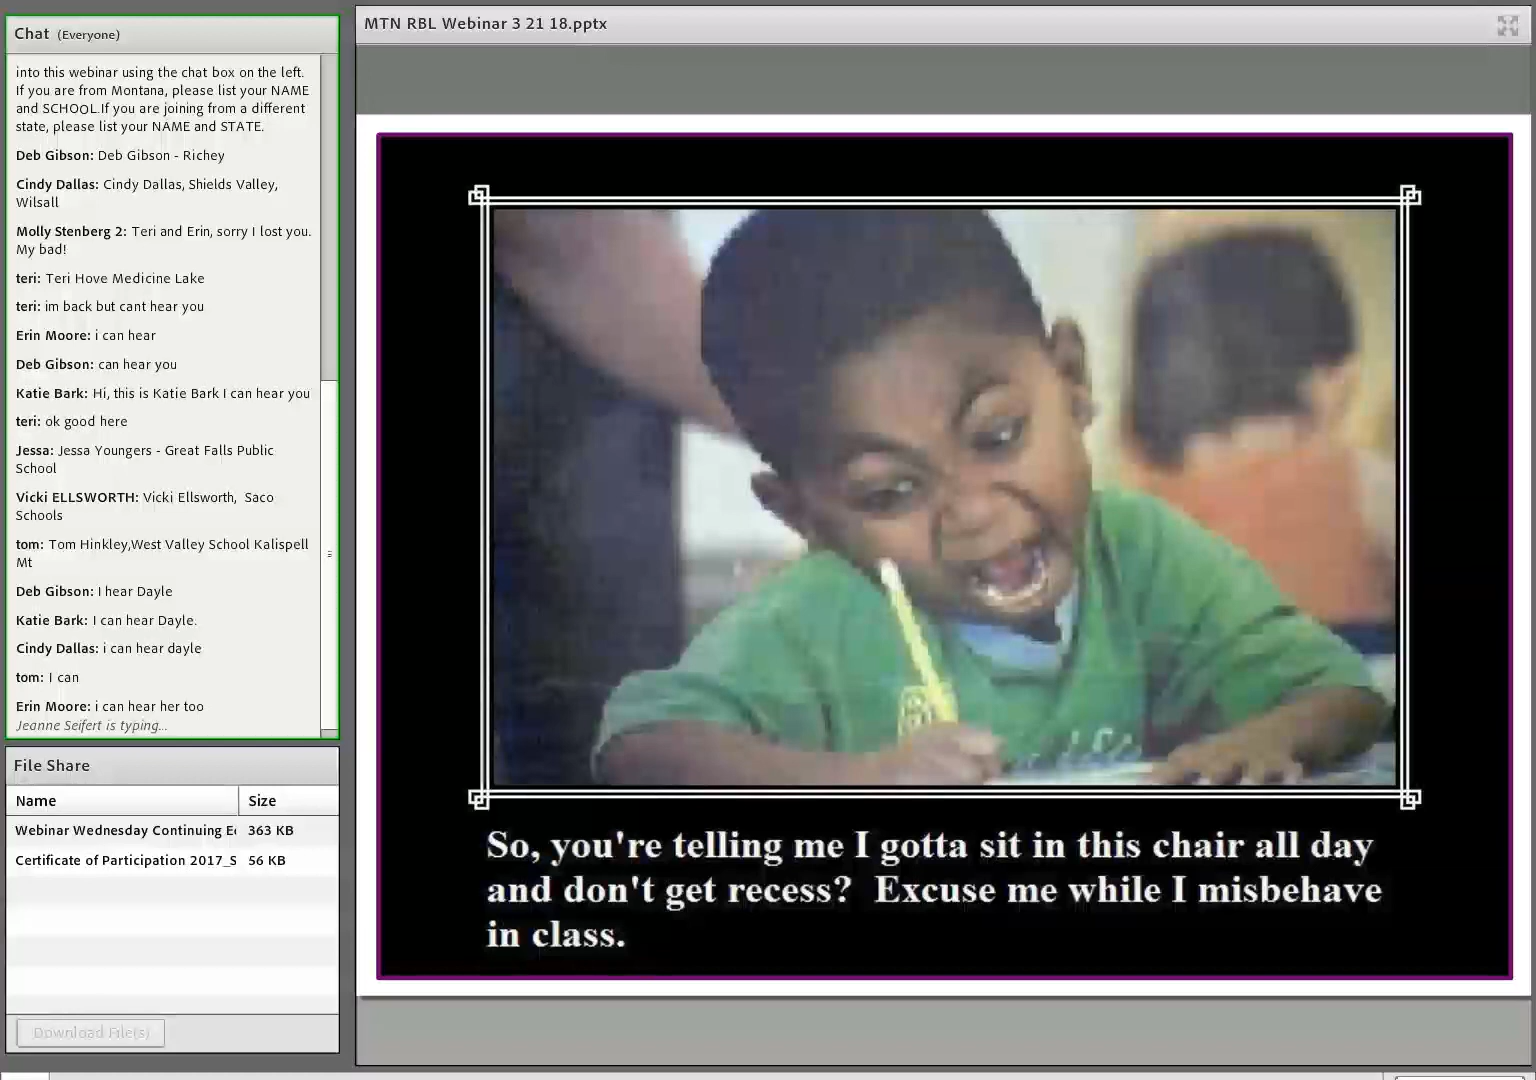 Chat (Everyone)
into this webinar using the chat box on the left.
If you are from Montana, please list your NAME
and SCHOOL.If you are joining from a different
state, please list your NAME and STATE.
Deb Gibson: Deb Gibson - Richey
Cindy Dallas: Cindy Dallas, Shields Valley,
Wilsall
Molly Stenberg 2: Teri and Erin, sorry I lost you.
My bad!
teri: Teri Hove Medicine Lake
teri: im back but cant hear you
Erin Moore: i can hear
Deb Gibson: can hear you
Katie Bark: Hi, this is Katie Bark I can hear you
teri: ok good here
Jessa: Jessa Youngers - Great Falls Public
School
Vicki ELLSWORTH: Vicki Ellsworth, Saco
Schools
tom: Tom Hinkley,West Valley School Kalispell
Mt
Deb Gibson: I hear Dayle
Katie Bark: I can hear Dayle.
Cindy Dallas: i can hear dayle
tom: I can
Erin Moore: i can hear her too
Jeanne Seifert is typing...
File Share
Name Size
Webinar Wednesday Continuing 363 KB
Certificate of Participation 2017_S 56 KB
Download File(s)
MTN RBL Webinar 3 21 18.pptx
So, you're telling me I gotta sit in this chair all day
and don't get recess? Excuse me while I misbehave
in class.